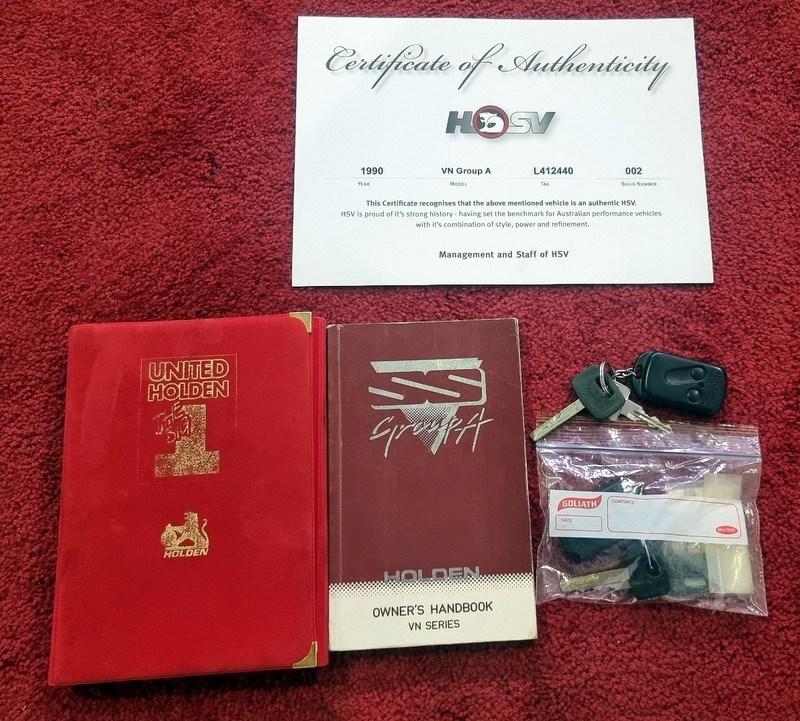 Certificate of Authenticity
HSV
1990 VN Group A L412440 002
YEAR MODEL TAG BUILD NUMBER
This Certificate recognises that the above mentioned vehicle is an authentic HSV.
HSV is proud of it's strong history - having set the benchmark for Australian performance vehicles
with it's combination of style, power and refinement.
Management and Staff of HSV
UNITED
HOLDEN
1
HOLDEN
SS
Group A
HOLDEN
OWNER'S HANDBOOK
VN SERIES
GOLIATH
CONTENTS
DATE